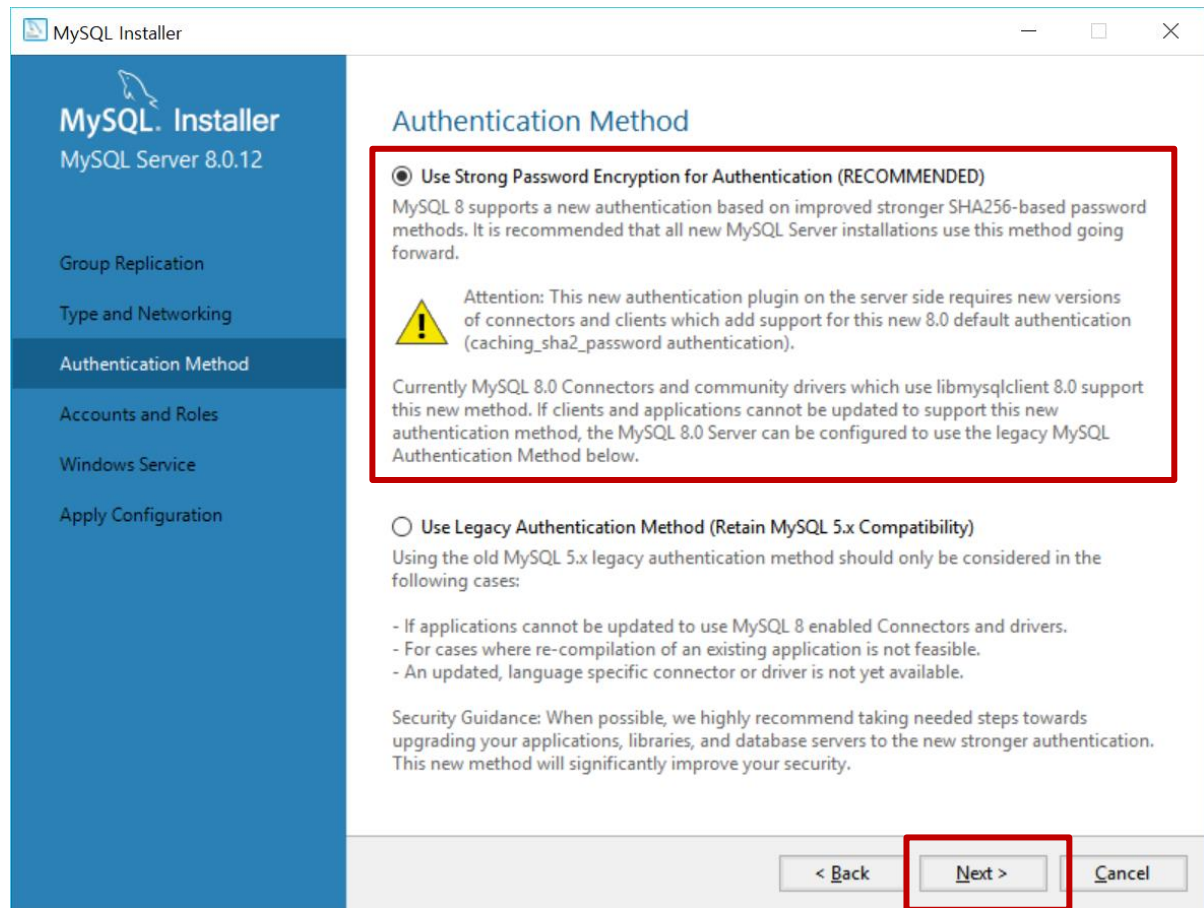 MySQL Installer
MySQL. Installer
MySQL Server 8.0.12
Group Replication
Type and Networking
Authentication Method
Accounts and Roles
Windows Service
Apply Configuration
Authentication Method
Use Strong Password Encryption for Authentication (RECOMMENDED)
MySQL 8 supports a new authentication based on improved stronger SHA256-based password
methods. It is recommended that all new MySQL Server installations use this method going
forward.
Attention: This new authentication plugin on the server side requires new versions
of connectors and clients which add support for this new 8.0 default authentication
(caching_sha2_password authentication).
Currently MySQL 8.0 Connectors and community drivers which use libmysqlclient 8.0 support
this new method. If clients and applications cannot be updated to support this new
authentication method, the MySQL 8.0 Server can be configured to use the legacy MySQL
Authentication Method below.
Use Legacy Authentication Method (Retain MySQL 5.x Compatibility)
Using the old MySQL 5.x legacy authentication method should only be considered in the
following cases:
- If applications cannot be updated to use MySQL 8 enabled Connectors and drivers.
- For cases where re-compilation of an existing application is not feasible.
- An updated, language specific connector or driver is not yet available.
Security Guidance: When possible, we highly recommend taking needed steps towards
upgrading your applications, libraries, and database servers to the new stronger authentication.
This new method will significantly improve your security.
< Back
Next >
Cancel